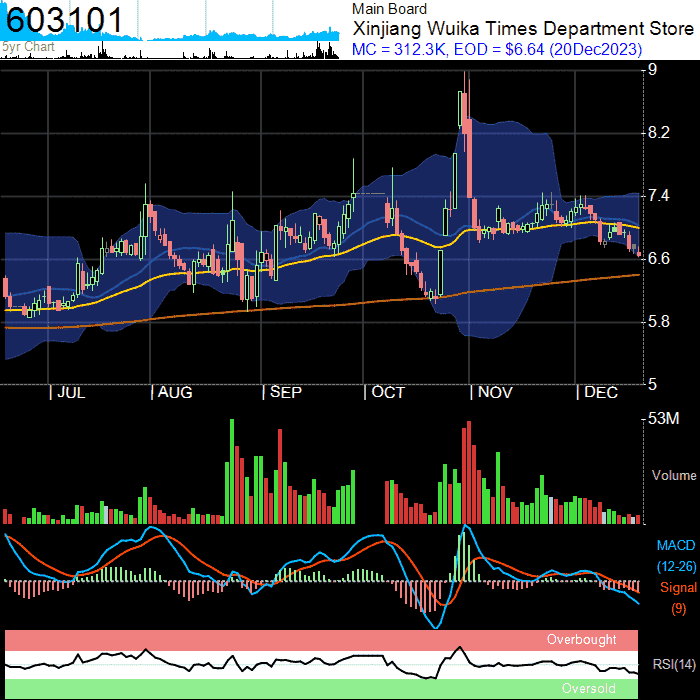 603101
5yr Chart
Main Board
Xinjiang Wuika Times Department Store
MC = 312.3K, EOD = $6.64 (20Dec2023)
9
8.2
7.4
6.6
5.8
5
JUL AUG SEP OCT NOV DEC
53M
Volume
MACD
(12-26)
Signal
(9)
Overbought
RSI(14)
Oversold